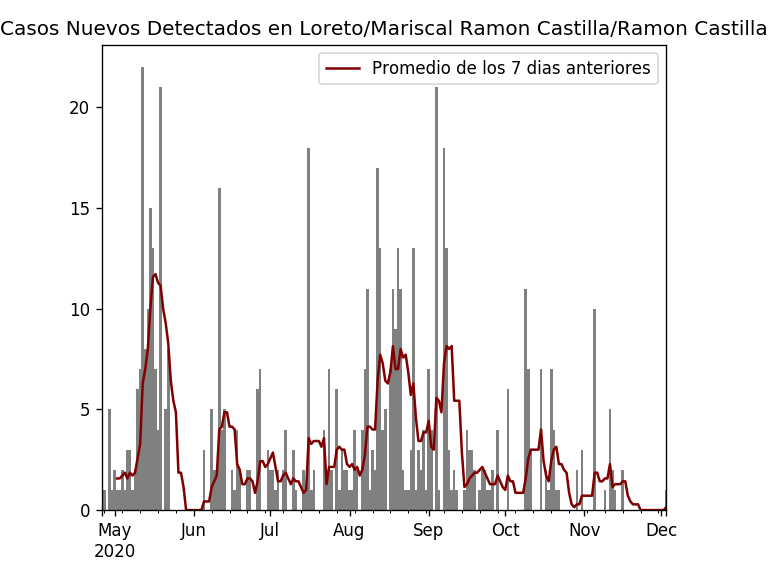 Casos Nuevos Detectados en Loreto/Mariscal Ramon Castilla/Ramon Castilla
Promedio de los 7 dias anteriores
20
15
10
5
0
May Jun Jul Aug Sep Oct Nov Dec
2020